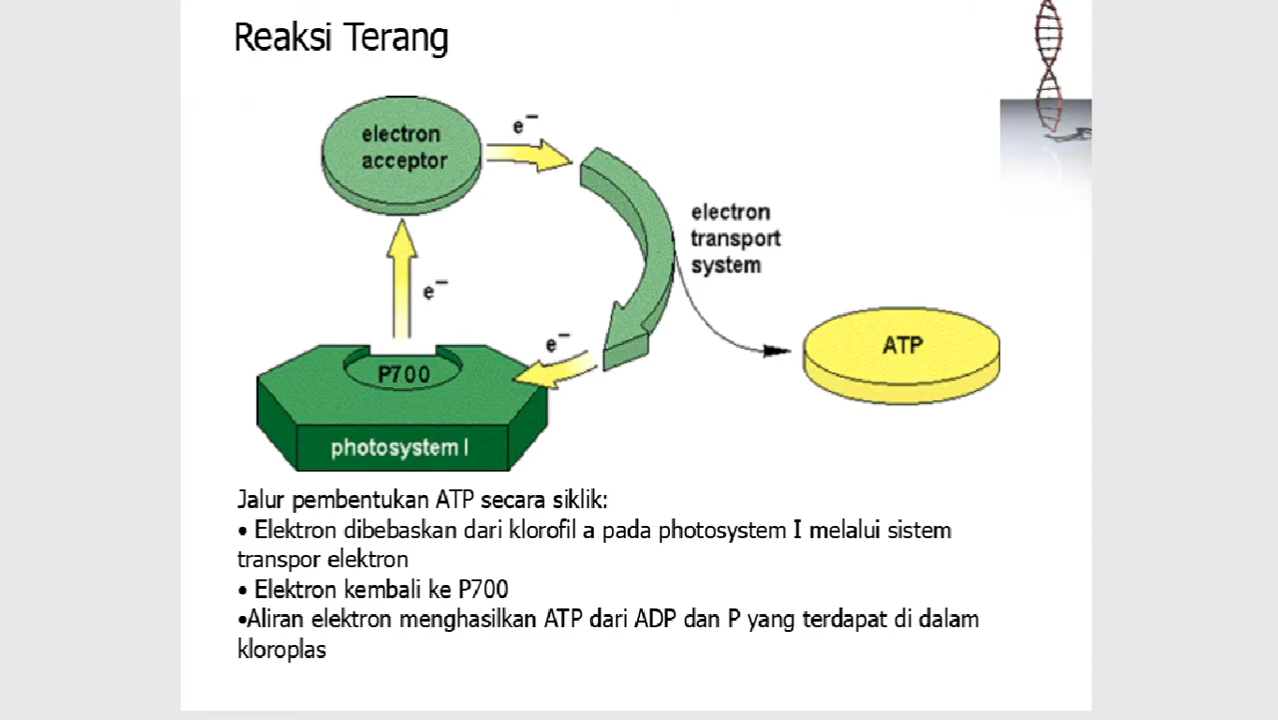 Reaksi Terang
electron
acceptor
e⁻
electron
transport
system
e⁻
e⁻
ATP
P700
photosystem I
Jalur pembentukan ATP secara siklik:
• Elektron dibebaskan dari klorofil a pada photosystem I melalui sistem
transpor elektron
• Elektron kembali ke P700
•Aliran elektron menghasilkan ATP dari ADP dan P yang terdapat di dalam
kloroplas